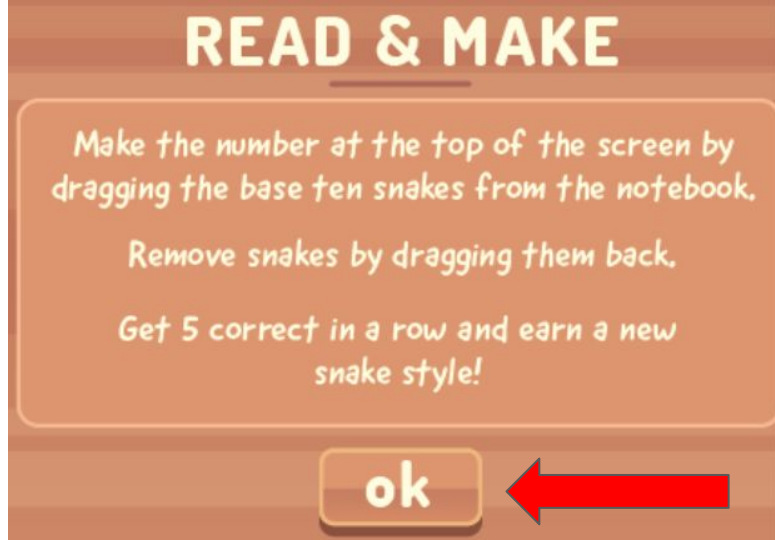 READ & MAKE
Make the number at the top of the screen by
dragging the base ten snakes from the notebook.
Remove snakes by dragging them back.
Get 5 correct in a row and earn a new
snake style!
ok